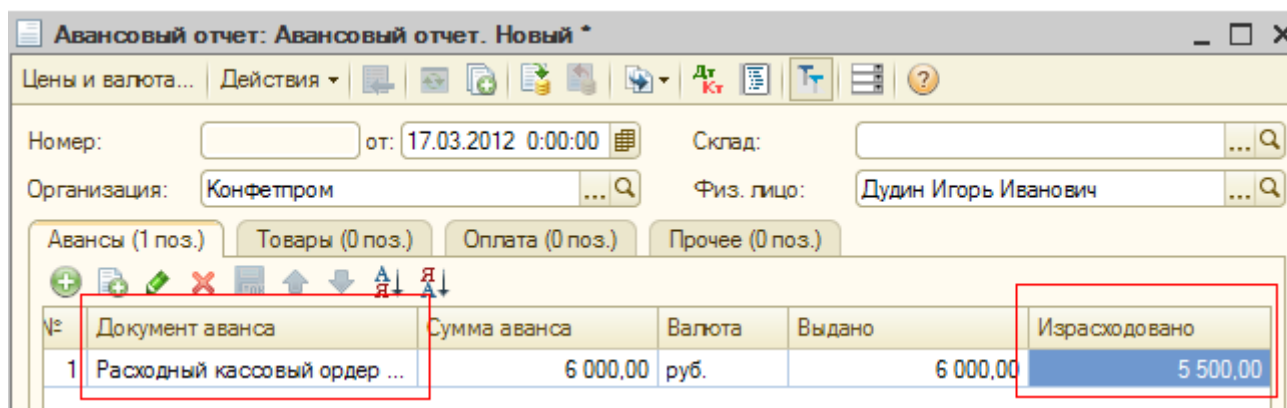 Авансовый отчет: Авансовый отчет. Новый *
Цены и валюта... Действия Дт Кт Тт
Номер: от: 17.03.2012 0:00:00 Склад:
Организация: Конфетпром ... Физ. лицо: Дудин Игорь Иванович ...
Авансы (1 поз.) Товары (0 поз.) Оплата (0 поз.) Прочее (0 поз.)
№ Документ аванса Сумма аванса Валюта Выдано Израсходовано
1 Расходный кассовый ордер ... 6 000,00 руб. 6 000,00 5 500,00